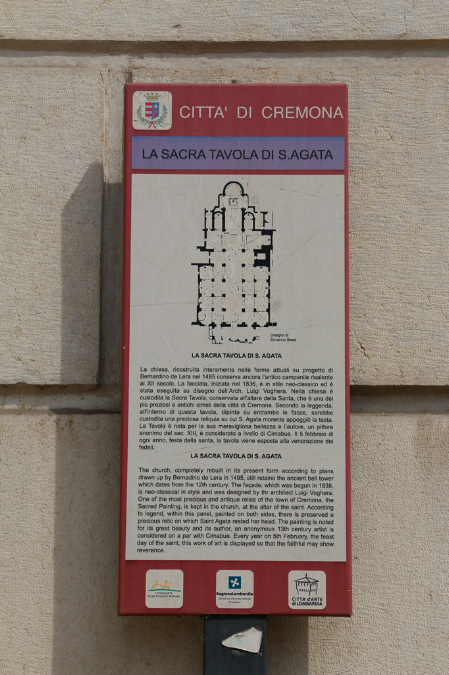 CITTA' DI CREMONA
LA SACRA TAVOLA DI S.AGATA
Disegno di
Ermanno Bassi
LA SACRA TAVOLA DI S. AGATA
La chiesa, ricostruita interamente nelle forme attuali su progetto di
Bernardino de Lera nel 1495 conserva ancora l'antico campanile risalente
al XII secolo. La facciata, iniziata nel 1836, è in stile neo-classico ed è
stata eseguita su disegno dell'Arch. Luigi Voghera. Nella chiesa è
custodita la Sacra Tavola, conservata all'altare della Santa, che è uno dei
più preziosi e antichi cimeli della città di Cremona. Secondo la leggenda,
all'interno di questa tavola, dipinta su entrambe le facce, sarebbe
custodita una preziosa reliquia su cui S. Agata morente appoggiò la testa.
La Tavola è nota per la sua meravigliosa bellezza e l'autore, un pittore
anonimo del sec. XIII, è considerato a livello di Cimabue. Il 5 febbraio di
ogni anno, festa della santa, la tavola viene esposta alla venerazione dei
fedeli.
LA SACRA TAVOLA DI S. AGATA
The church, completely rebuilt in its present form according to plans
drawn up by Bernardino de Lera in 1495, still retains the ancient bell tower
which dates from the 12th century. The façade, which was begun in 1836,
is neo-classical in style and was designed by the architect Luigi Voghera.
One of the most precious and antique relics of the town of Cremona, the
Sacred Painting, is kept in the church, at the altar of the saint. According
to legend, within this panel, painted on both sides, there is preserved a
precious relic on which Saint Agata rested her head. The painting is noted
for its great beauty and its author, an anonymous 13th century artist is
considered on a par with Cimabue. Every year on 5th February, the feast
day of the saint, this work of art is displayed so that the faithful may show
reverence.
RegioneLombardia
CITTA' D'ARTE
DI LOMBARDIA